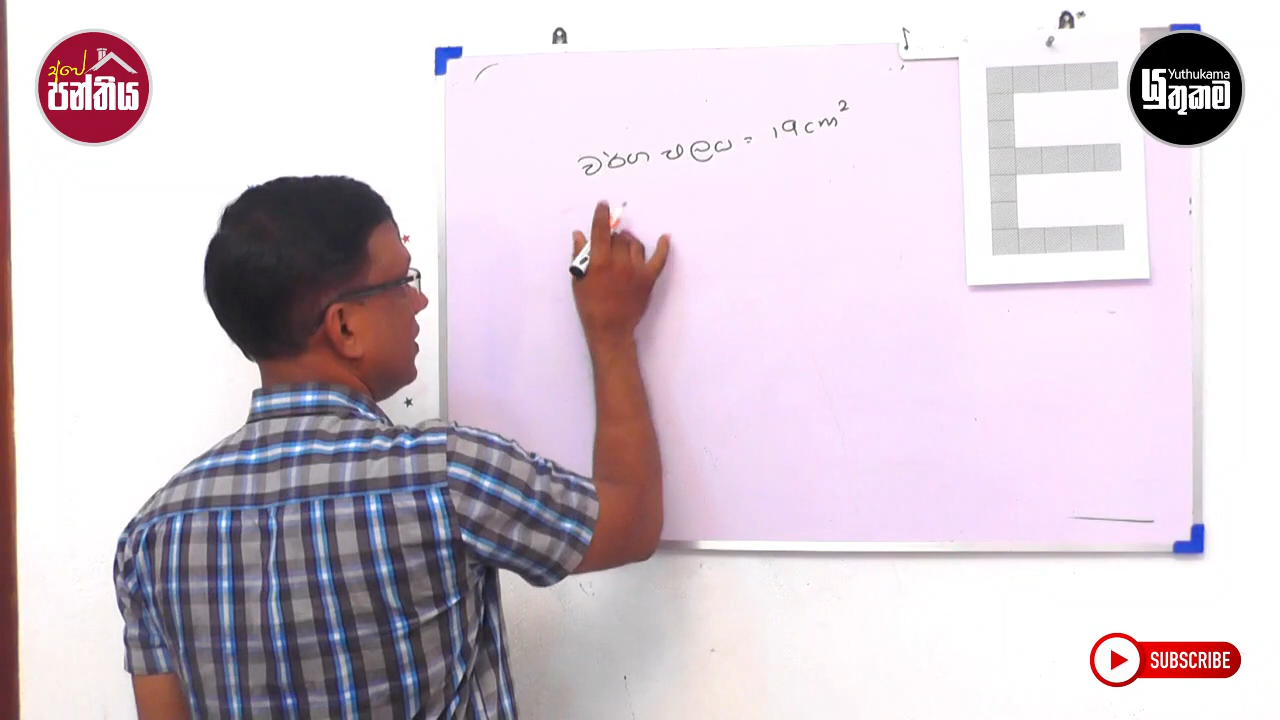 අපේ
පන්තිය
වර්ග ඵලය = 19cm²
Yuthukama
යුතුකම
SUBSCRIBE